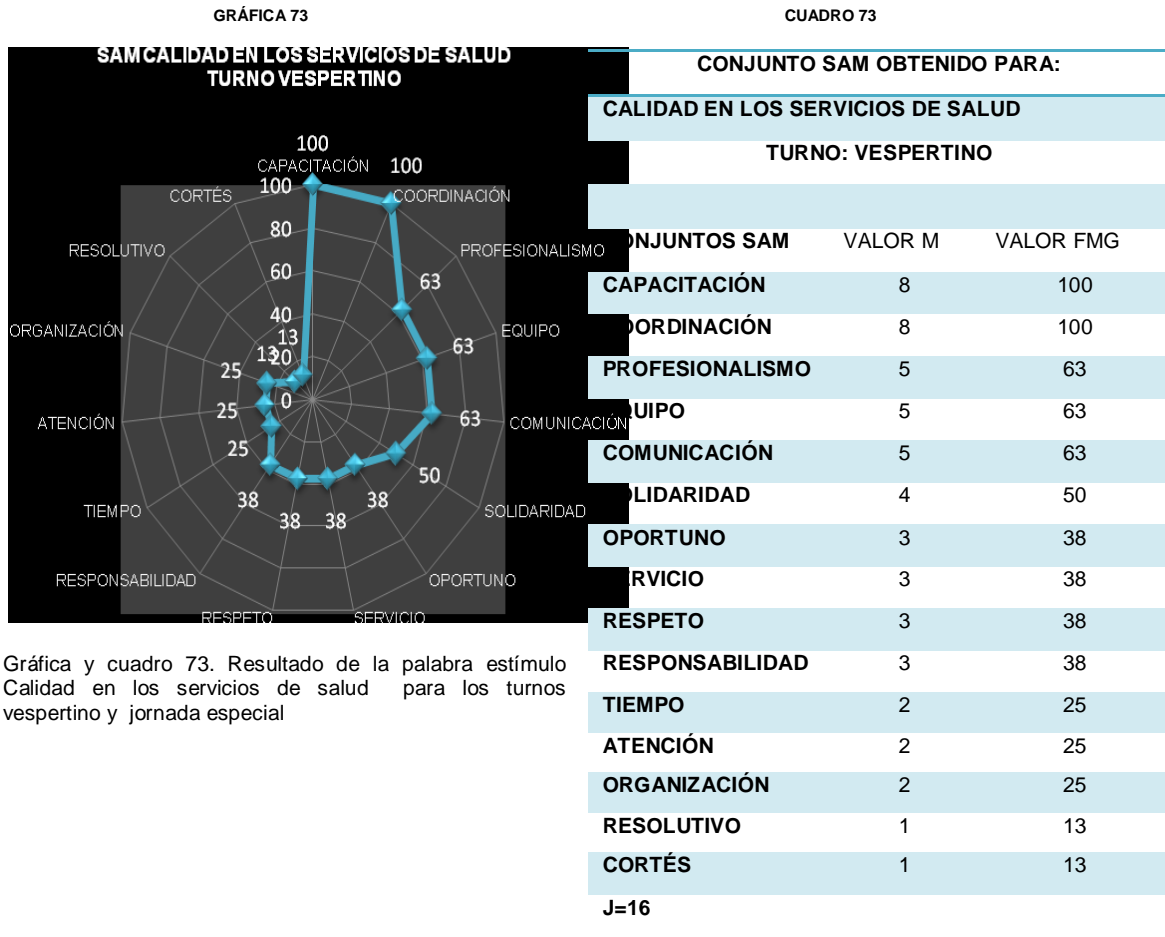 GRÁFICA 73
SAM CALIDAD EN LOS SERVICIOS DE SALUD
TURNO VESPERTINO
100
CAPACITACIÓN
100
CORTÉS
100
COORDINACIÓN
80
RESOLUTIVO
PROFESIONALISMO
60
63
40
ORGANIZACIÓN
13
EQUIPO
63
13
20
25
0
25
63
ATENCIÓN
COMUNICACIÓN
25
50
38
38
TIEMPO
SOLIDARIDAD
38
38
RESPONSABILIDAD
OPORTUNO
RESPETO
SERVICIO
Gráfica y cuadro 73. Resultado de la palabra estímulo
Calidad en los servicios de salud para los turnos
vespertino y jornada especial
CUADRO 73
CONJUNTO SAM OBTENIDO PARA:
CALIDAD EN LOS SERVICIOS DE SALUD
TURNO: VESPERTINO
ONJUNTOS SAM VALOR M VALOR FMG
CAPACITACIÓN 8 100
OORDINACIÓN 8 100
PROFESIONALISMO 5 63
QUIPO 5 63
COMUNICACIÓN 5 63
OLIDARIDAD 4 50
OPORTUNO 3 38
ERVICIO 3 38
RESPETO 3 38
RESPONSABILIDAD 3 38
TIEMPO 2 25
ATENCIÓN 2 25
ORGANIZACIÓN 2 25
RESOLUTIVO 1 13
CORTÉS 1 13
J=16